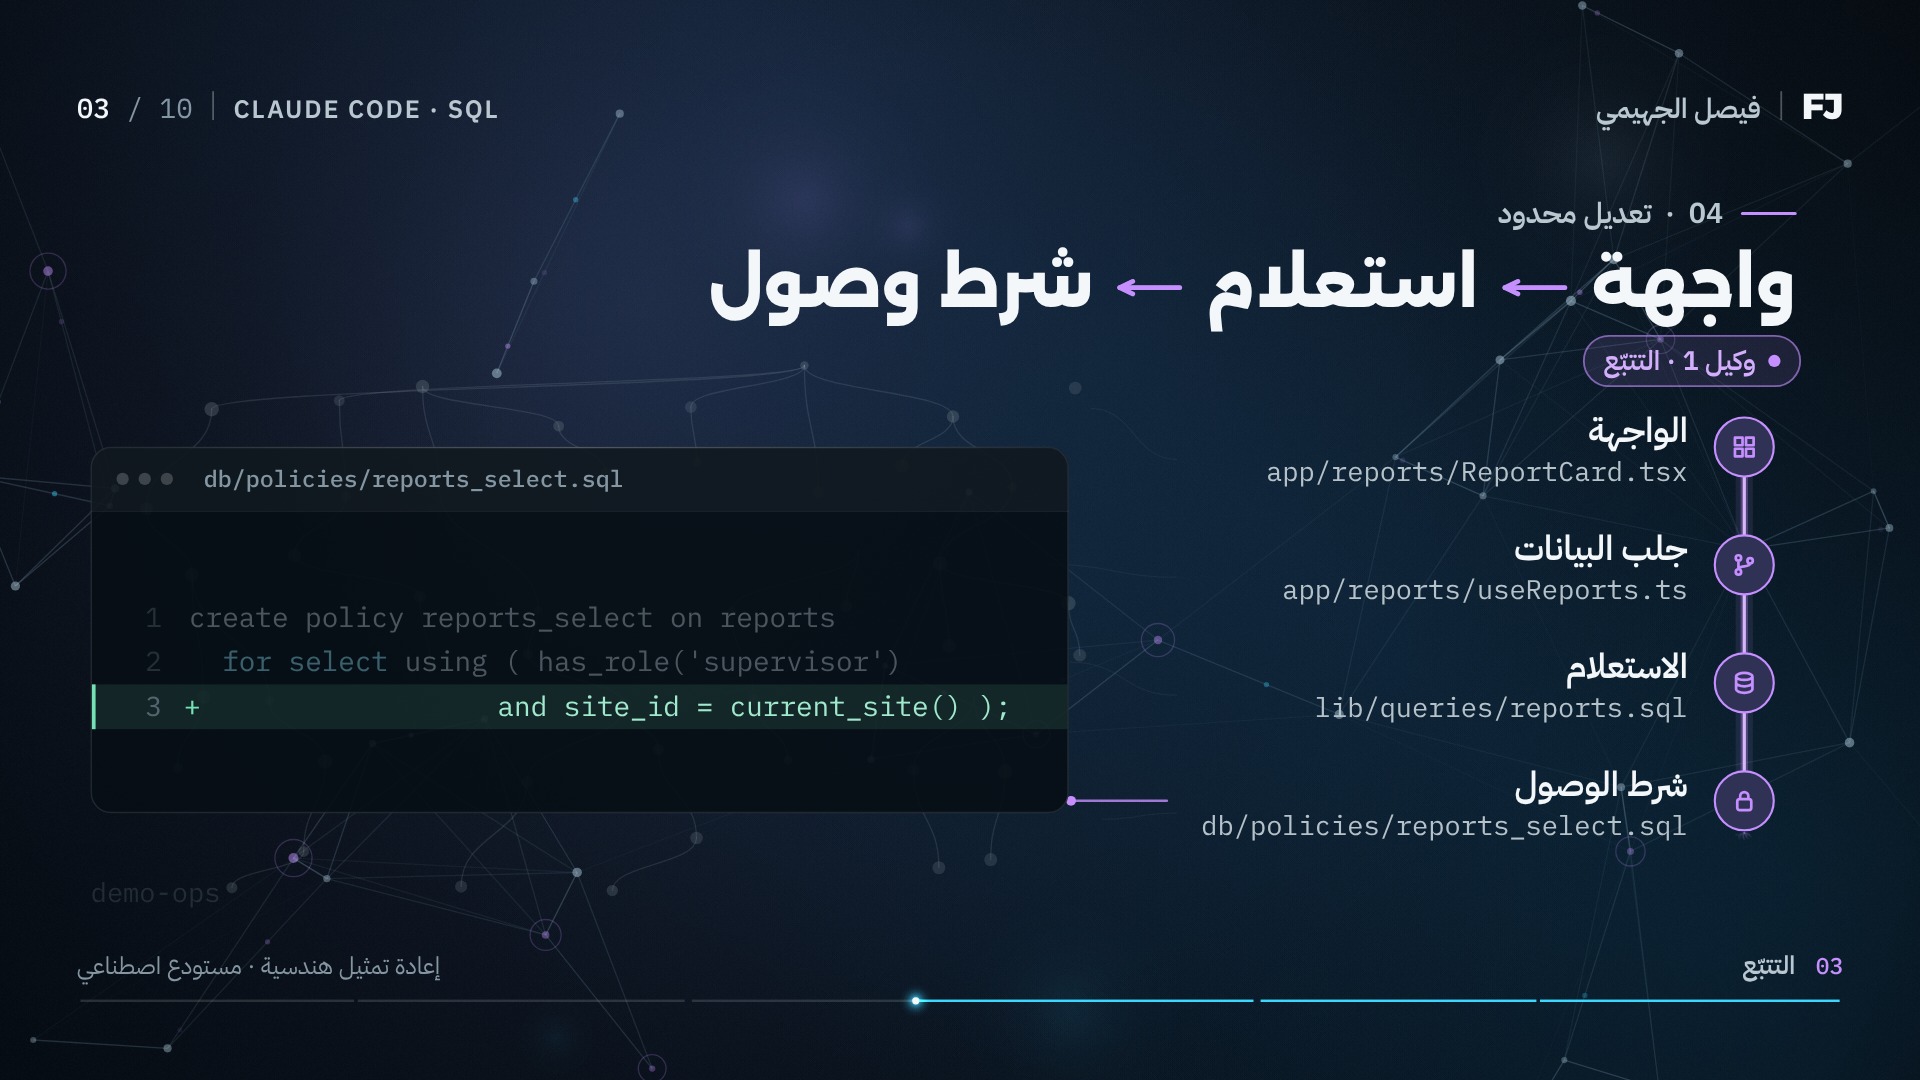 03 / 10 | CLAUDE CODE · SQL
فيصل الجهيمي | FJ
04 · تعديل محدود
واجهة ← استعلام ← شرط وصول
وكيل 1 · التتبّع
الواجهة
app/reports/ReportCard.tsx
جلب البيانات
app/reports/useReports.ts
الاستعلام
lib/queries/reports.sql
شرط الوصول
db/policies/reports_select.sql
db/policies/reports_select.sql
1 create policy reports_select on reports
2 for select using ( has_role('supervisor')
3 + and site_id = current_site() );
demo-ops
03 التتبّع
إعادة تمثيل هندسية · مستودع اصطناعي